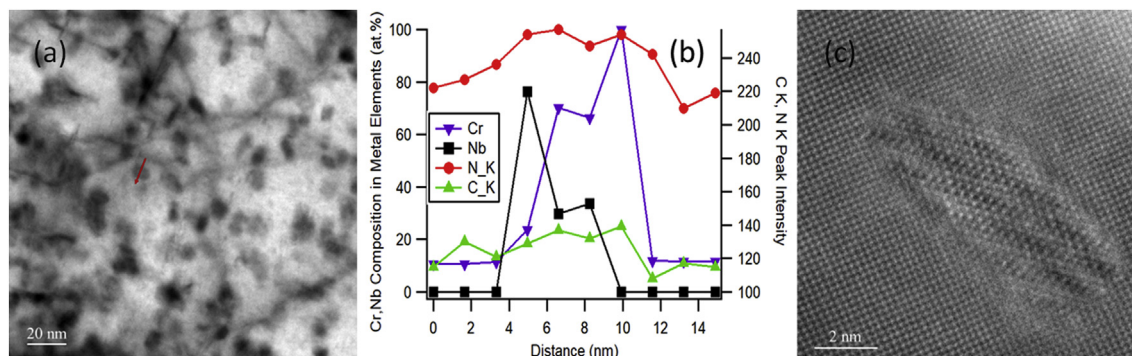 (a)
20 nm
Cr,Nb Composition in Metal Elements (at.%)
100
80
60
40
20
0
(b)
Cr
Nb
N_K
C_K
240
220
200
180
160
140
120
100
C K, N K Peak Intensity
0 2 4 6 8 10 12 14
Distance (nm)
(c)
2 nm